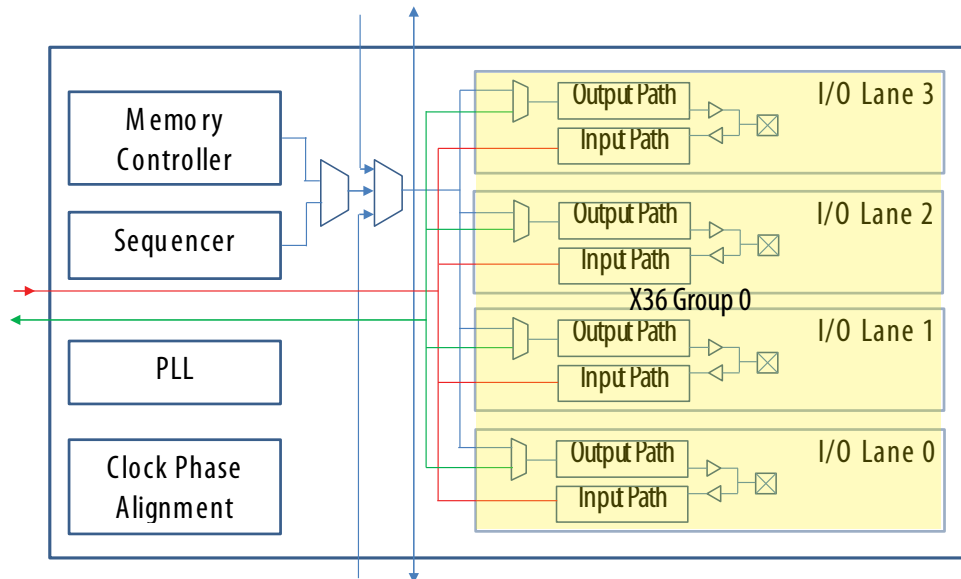 Memory
Controller
Sequencer
PLL
Clock Phase
Alignment
Output Path
Input Path
I/O Lane 3
Output Path
Input Path
I/O Lane 2
X36 Group 0
Output Path
Input Path
I/O Lane 1
Output Path
Input Path
I/O Lane 0